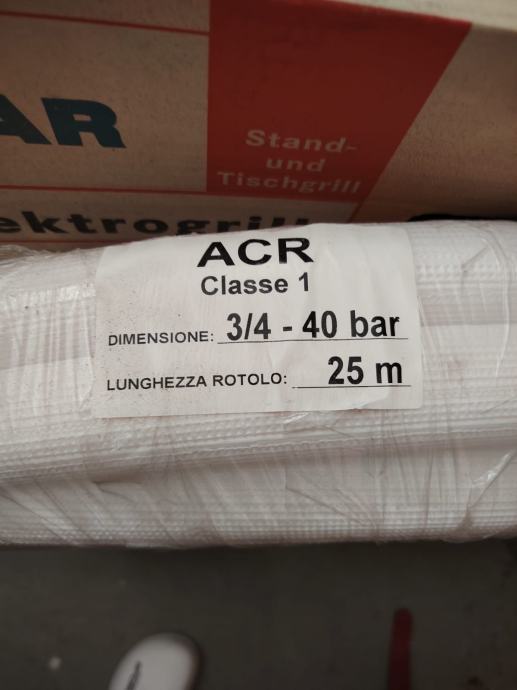 AR
Stand-
und
Tischgrill
ektrogrill
ACR
Classe 1
DIMENSIONE: 3/4 - 40 bar
LUNGHEZZA ROTOLO: 25 m